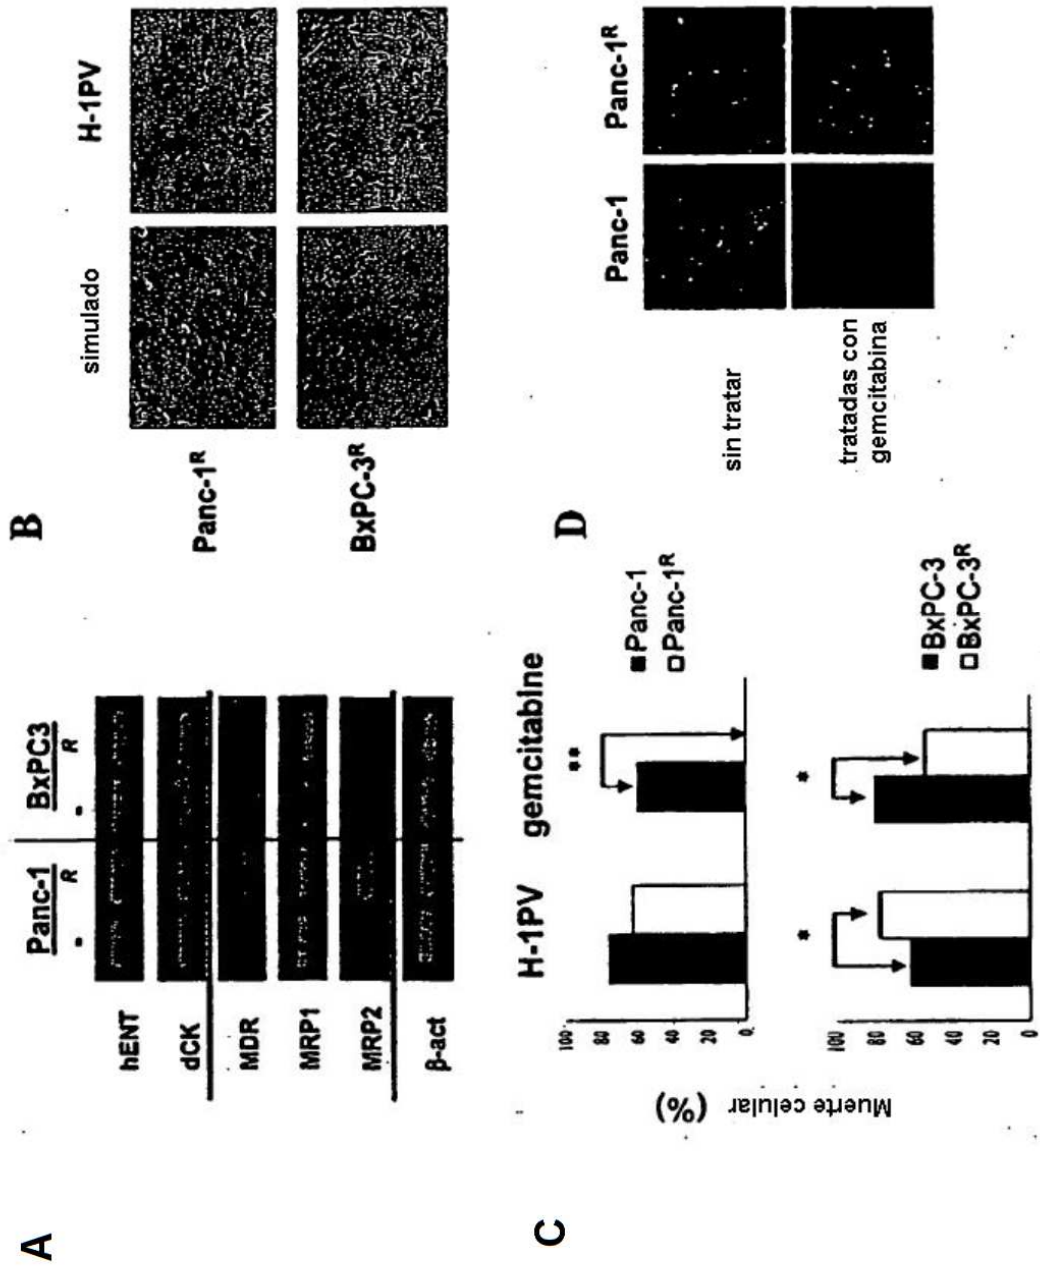 A
Panc-1 BxPC3
- R - R
hENT
dCK
MDR
MRP1
MRP2
β-act
B
simulado H-1PV
Panc-1R
BxPC-3R
C
H-1PV gemcitabine
Muerte celular (%)
100
80
60
40
20
0
**
Panc-1
Panc-1R
100
80
60
40
20
0
*
*
BxPC-3
BxPC-3R
D
Panc-1 Panc-1R
sin tratar
tratadas con
gemcitabina